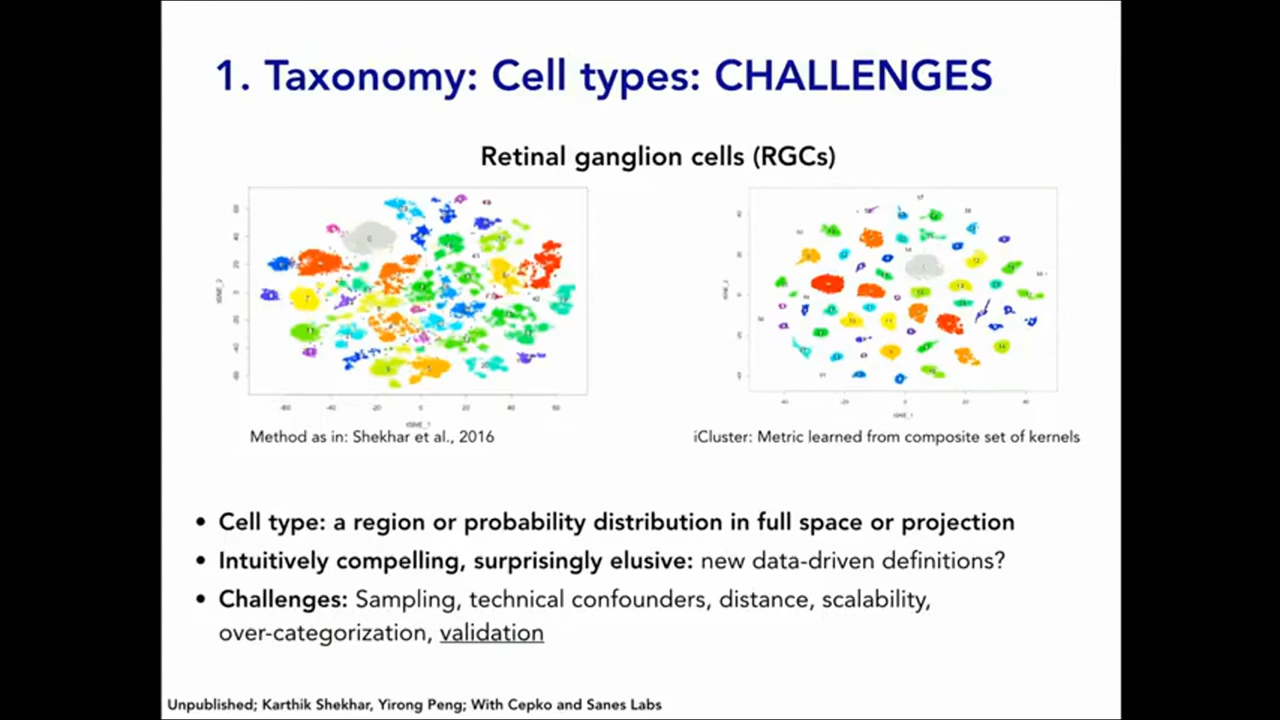 1. Taxonomy: Cell types: CHALLENGES
Retinal ganglion cells (RGCs)
Method as in: Shekhar et al., 2016
iCluster: Metric learned from composite set of kernels
• Cell type: a region or probability distribution in full space or projection
• Intuitively compelling, surprisingly elusive: new data-driven definitions?
• Challenges: Sampling, technical confounders, distance, scalability,
over-categorization, validation
Unpublished; Karthik Shekhar, Yirong Peng; With Cepko and Sanes Labs